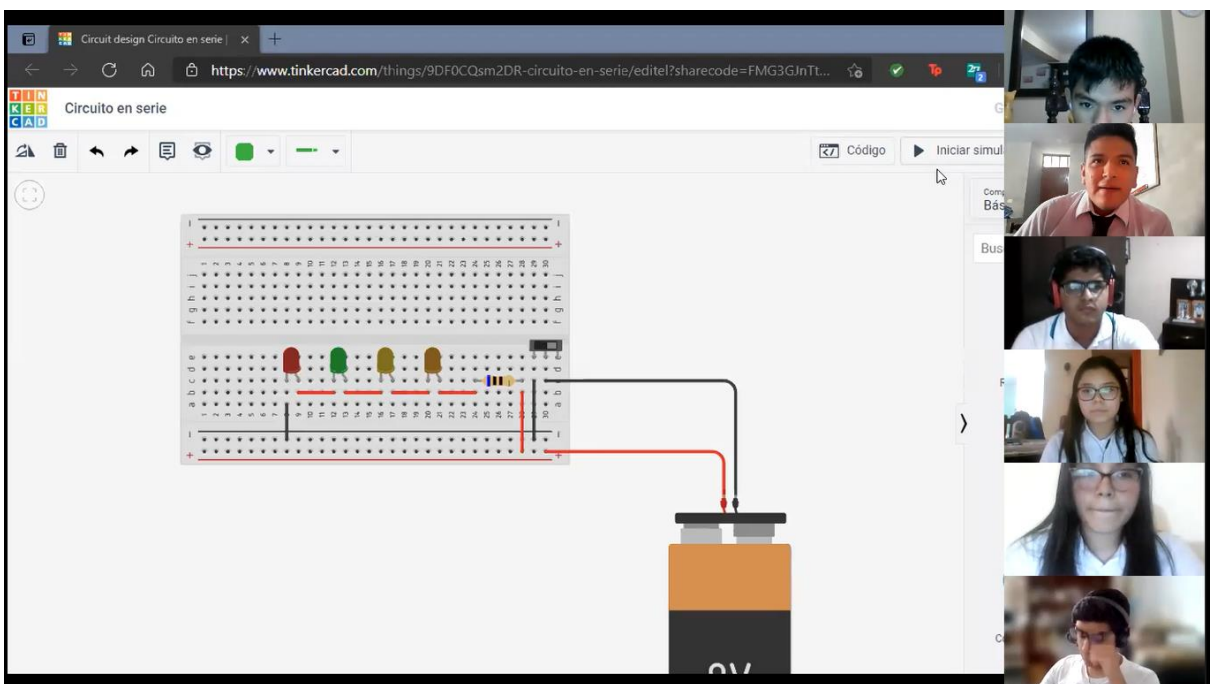 Circuit design Circuito en serie |
https://www.tinkercad.com/things/9DF0CQsm2DR-circuito-en-serie/editel?sharecode=FMG3GJnTt...
TIN
KER
CAD
Circuito en serie
Código
Iniciar simul
Bás
Bus
9V